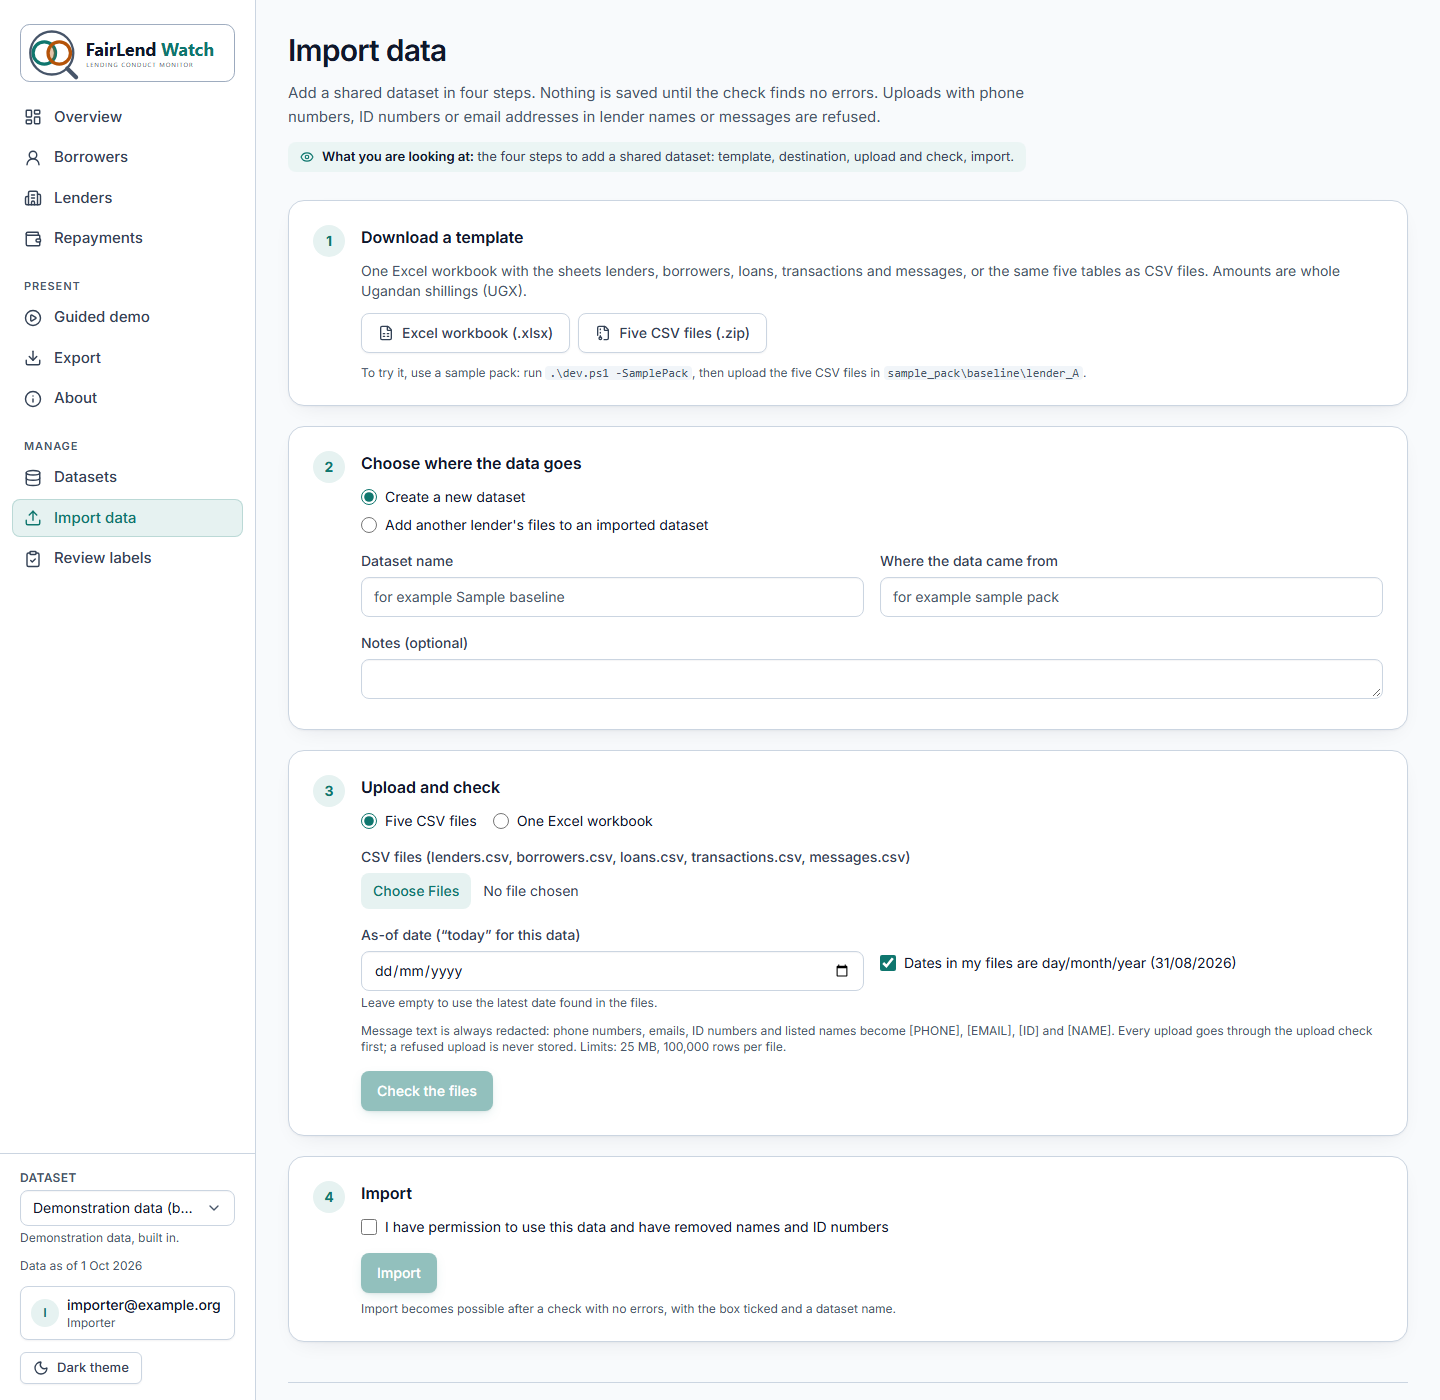 FairLend Watch
LENDING CONDUCT MONITOR
Overview
Borrowers
Lenders
Repayments
PRESENT
Guided demo
Export
About
MANAGE
Datasets
Import data
Review labels
DATASET
Demonstration data (b...
Demonstration data, built in.
Data as of 1 Oct 2026
I
importer@example.org
Importer
Dark theme
Import data
Add a shared dataset in four steps. Nothing is saved until the check finds no errors. Uploads with phone
numbers, ID numbers or email addresses in lender names or messages are refused.
What you are looking at: the four steps to add a shared dataset: template, destination, upload and check, import.
1
Download a template
One Excel workbook with the sheets lenders, borrowers, loans, transactions and messages, or the same five tables as CSV files. Amounts are whole
Ugandan shillings (UGX).
Excel workbook (.xlsx)
Five CSV files (.zip)
To try it, use a sample pack: run .\dev.ps1 -SamplePack, then upload the five CSV files in sample_pack\baseline\lender_A.
2
Choose where the data goes
Create a new dataset
Add another lender's files to an imported dataset
Dataset name
Where the data came from
for example Sample baseline
for example sample pack
Notes (optional)
3
Upload and check
Five CSV files
One Excel workbook
CSV files (lenders.csv, borrowers.csv, loans.csv, transactions.csv, messages.csv)
Choose Files
No file chosen
As-of date (“today” for this data)
dd/mm/yyyy
Dates in my files are day/month/year (31/08/2026)
Leave empty to use the latest date found in the files.
Message text is always redacted: phone numbers, emails, ID numbers and listed names become [PHONE], [EMAIL], [ID] and [NAME]. Every upload goes through the upload check
first; a refused upload is never stored. Limits: 25 MB, 100,000 rows per file.
Check the files
4
Import
I have permission to use this data and have removed names and ID numbers
Import
Import becomes possible after a check with no errors, with the box ticked and a dataset name.